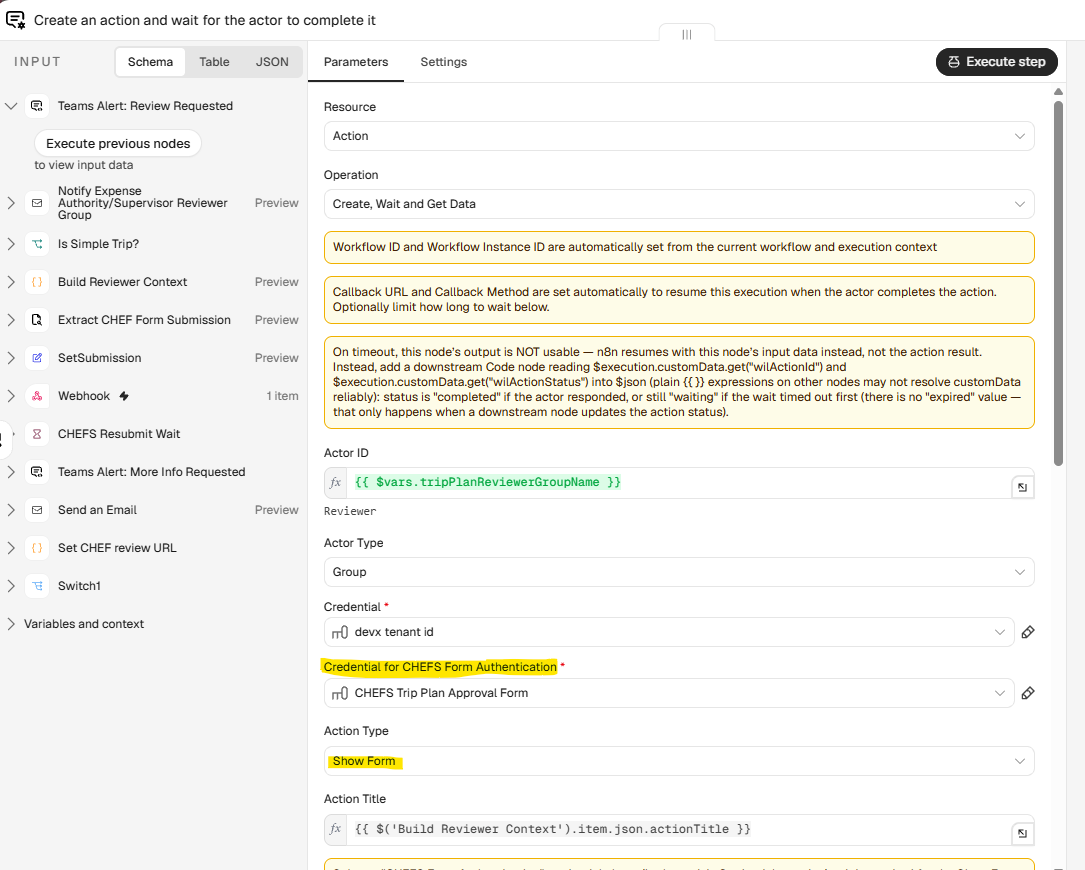 Create an action and wait for the actor to complete it
INPUT
Schema
Table
JSON
Parameters
Settings
Execute step
Teams Alert: Review Requested
Execute previous nodes
to view input data
Notify Expense
Authority/Supervisor Reviewer
Group
Preview
Is Simple Trip?
Build Reviewer Context
Preview
Extract CHEF Form Submission
Preview
SetSubmission
Preview
Webhook
1 item
CHEFS Resubmit Wait
Teams Alert: More Info Requested
Send an Email
Preview
Set CHEF review URL
Switch1
Variables and context
Resource
Action
Operation
Create, Wait and Get Data
Workflow ID and Workflow Instance ID are automatically set from the current workflow and execution context
Callback URL and Callback Method are set automatically to resume this execution when the actor completes the action.
Optionally limit how long to wait below.
On timeout, this node's output is NOT usable — n8n resumes with this node's input data instead, not the action result.
Instead, add a downstream Code node reading $execution.customData.get("wilActionId") and
$execution.customData.get("wilActionStatus") into $json (plain {{ }} expressions on other nodes may not resolve customData
reliably): status is "completed" if the actor responded, or still "waiting" if the wait timed out first (there is no "expired" value —
that only happens when a downstream node updates the action status).
Actor ID
fx
{{ $vars.tripPlanReviewerGroupName }}
Reviewer
Actor Type
Group
Credential *
devx tenant id
Credential for CHEFS Form Authentication *
CHEFS Trip Plan Approval Form
Action Type
Show Form
Action Title
fx
{{ $('Build Reviewer Context').item.json.actionTitle }}